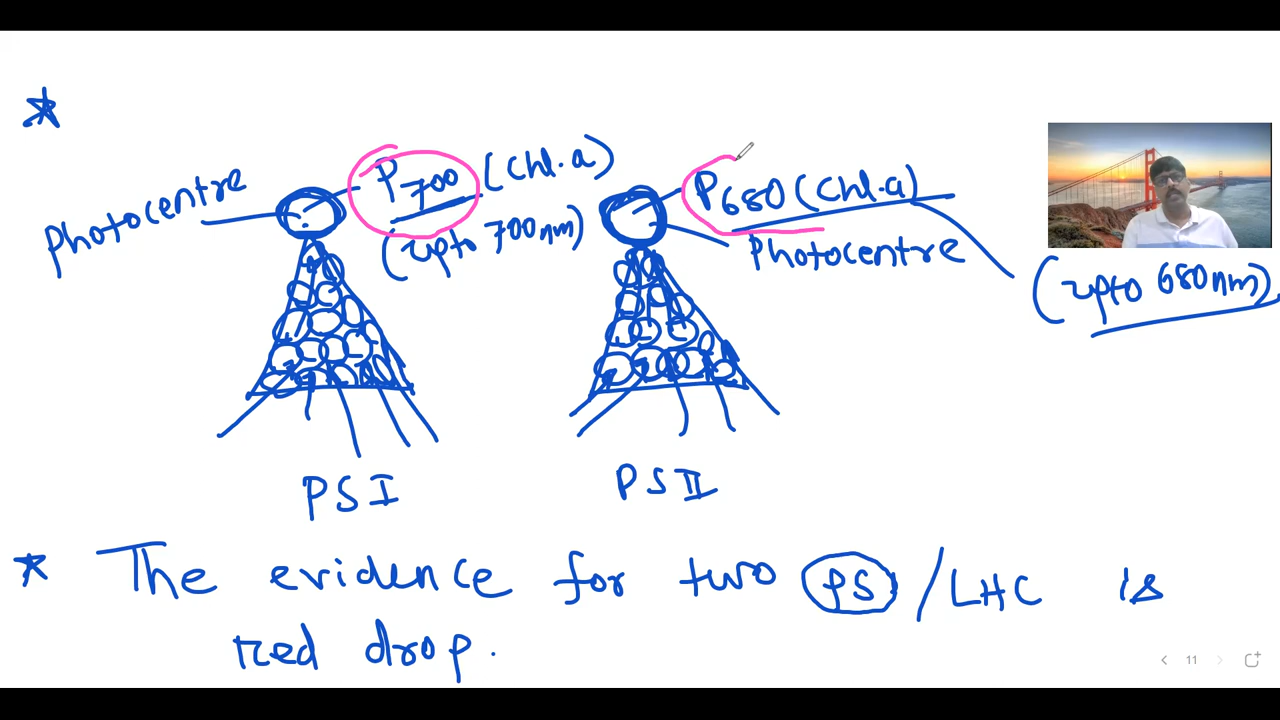 Photocentre P700 (Chl.a) P680 (Chl.a)
(upto 700nm) Photocentre
(upto 680nm)
PS I PS II
* The evidence for two PS / LHC is
red drop.
11